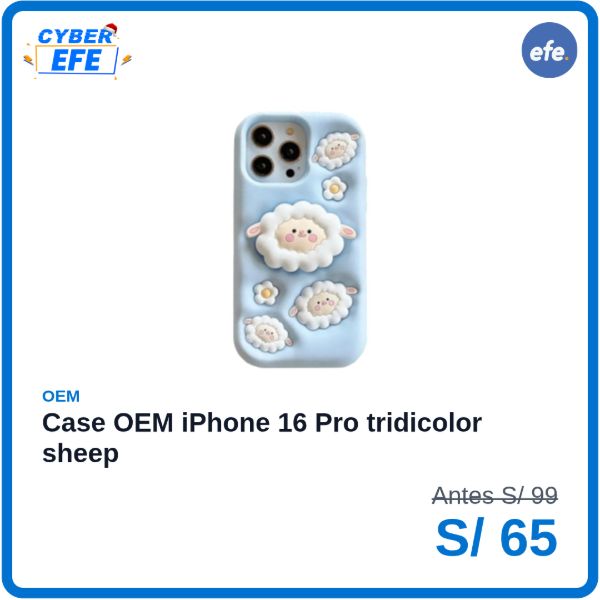 CYBER
EFE
efe.
OEM
Case OEM iPhone 16 Pro tridicolor
sheep
Antes S/ 99
S/ 65